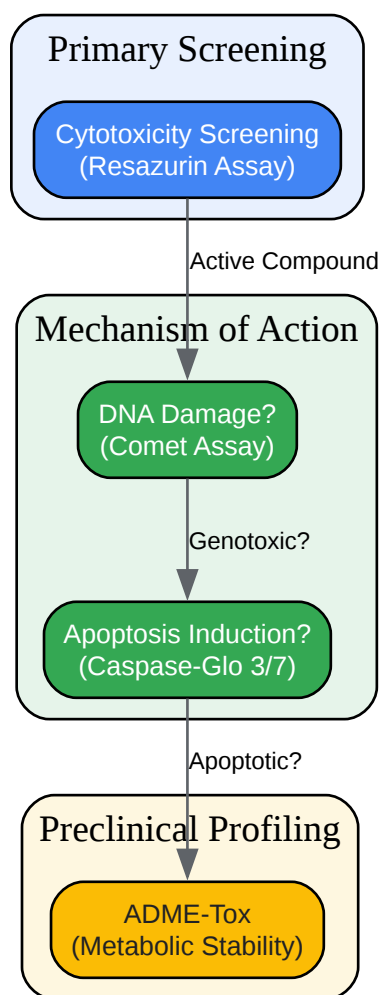 Primary Screening
Cytotoxicity Screening
(Resazurin Assay)
Active Compound
Mechanism of Action
DNA Damage?
(Comet Assay)
Genotoxic?
Apoptosis Induction?
(Caspase-Glo 3/7)
Apoptotic?
Preclinical Profiling
ADME-Tox
(Metabolic Stability)